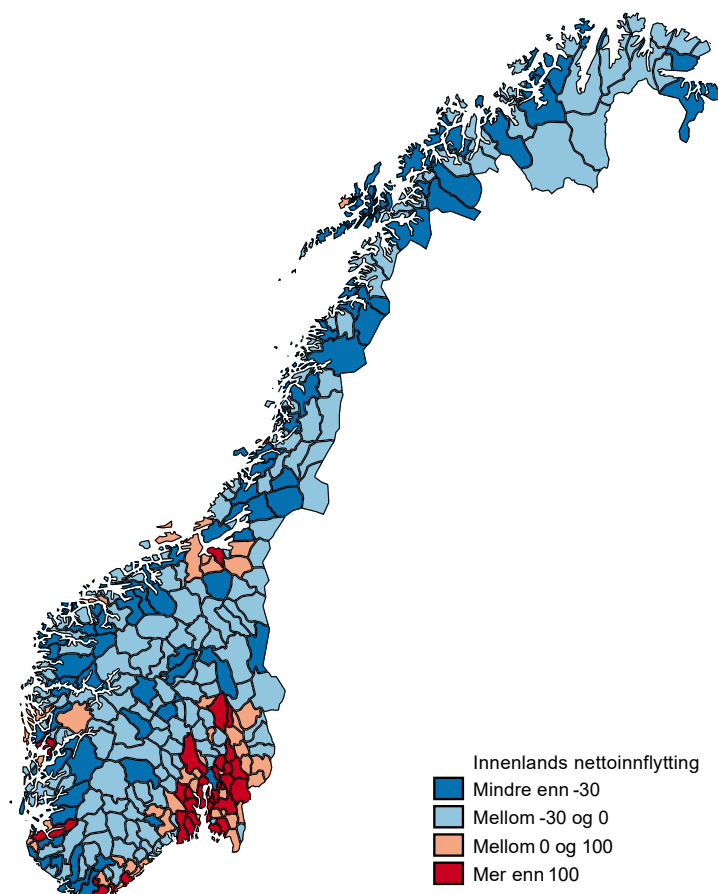 Innenlands nettoinnflytting
Mindre enn -30
Mellom -30 og 0
Mellom 0 og 100
Mer enn 100